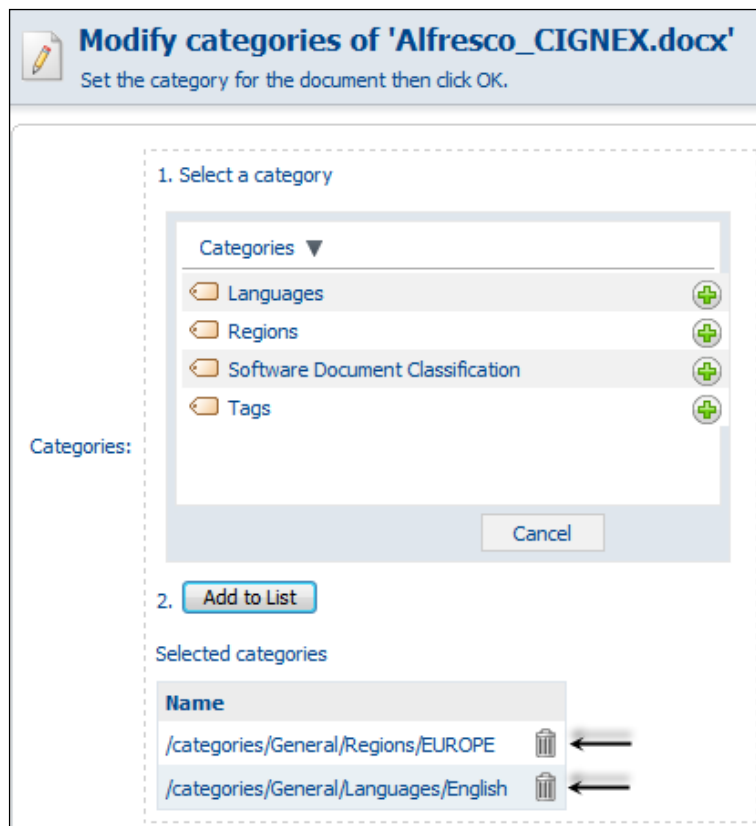 Modify categories of 'Alfresco_CIGNEX.docx'
Set the category for the document then click OK.
1. Select a category
Categories ▼
Languages
Regions
Software Document Classification
Tags
Categories:
Cancel
2. Add to List
Selected categories
Name
/categories/General/Regions/EUROPE
/categories/General/Languages/English